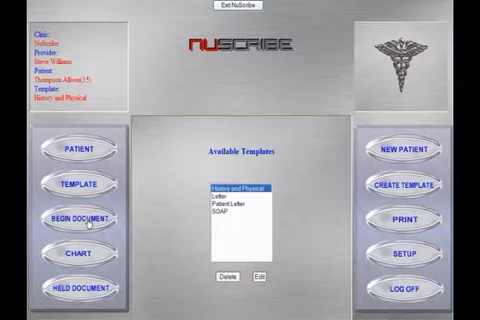 Exit NuScribe
Clinic:
NuScribe
Provider:
Steve Williams
Patient:
Thompson Allison(15)
Template:
History and Physical
NUSCRIBE
PATIENT
TEMPLATE
BEGIN DOCUMENT
CHART
HELD DOCUMENT
Available Templates
History and Physical
Letter
Patient Letter
SOAP
Delete
Edit
NEW PATIENT
CREATE TEMPLATE
PRINT
SETUP
LOG OFF